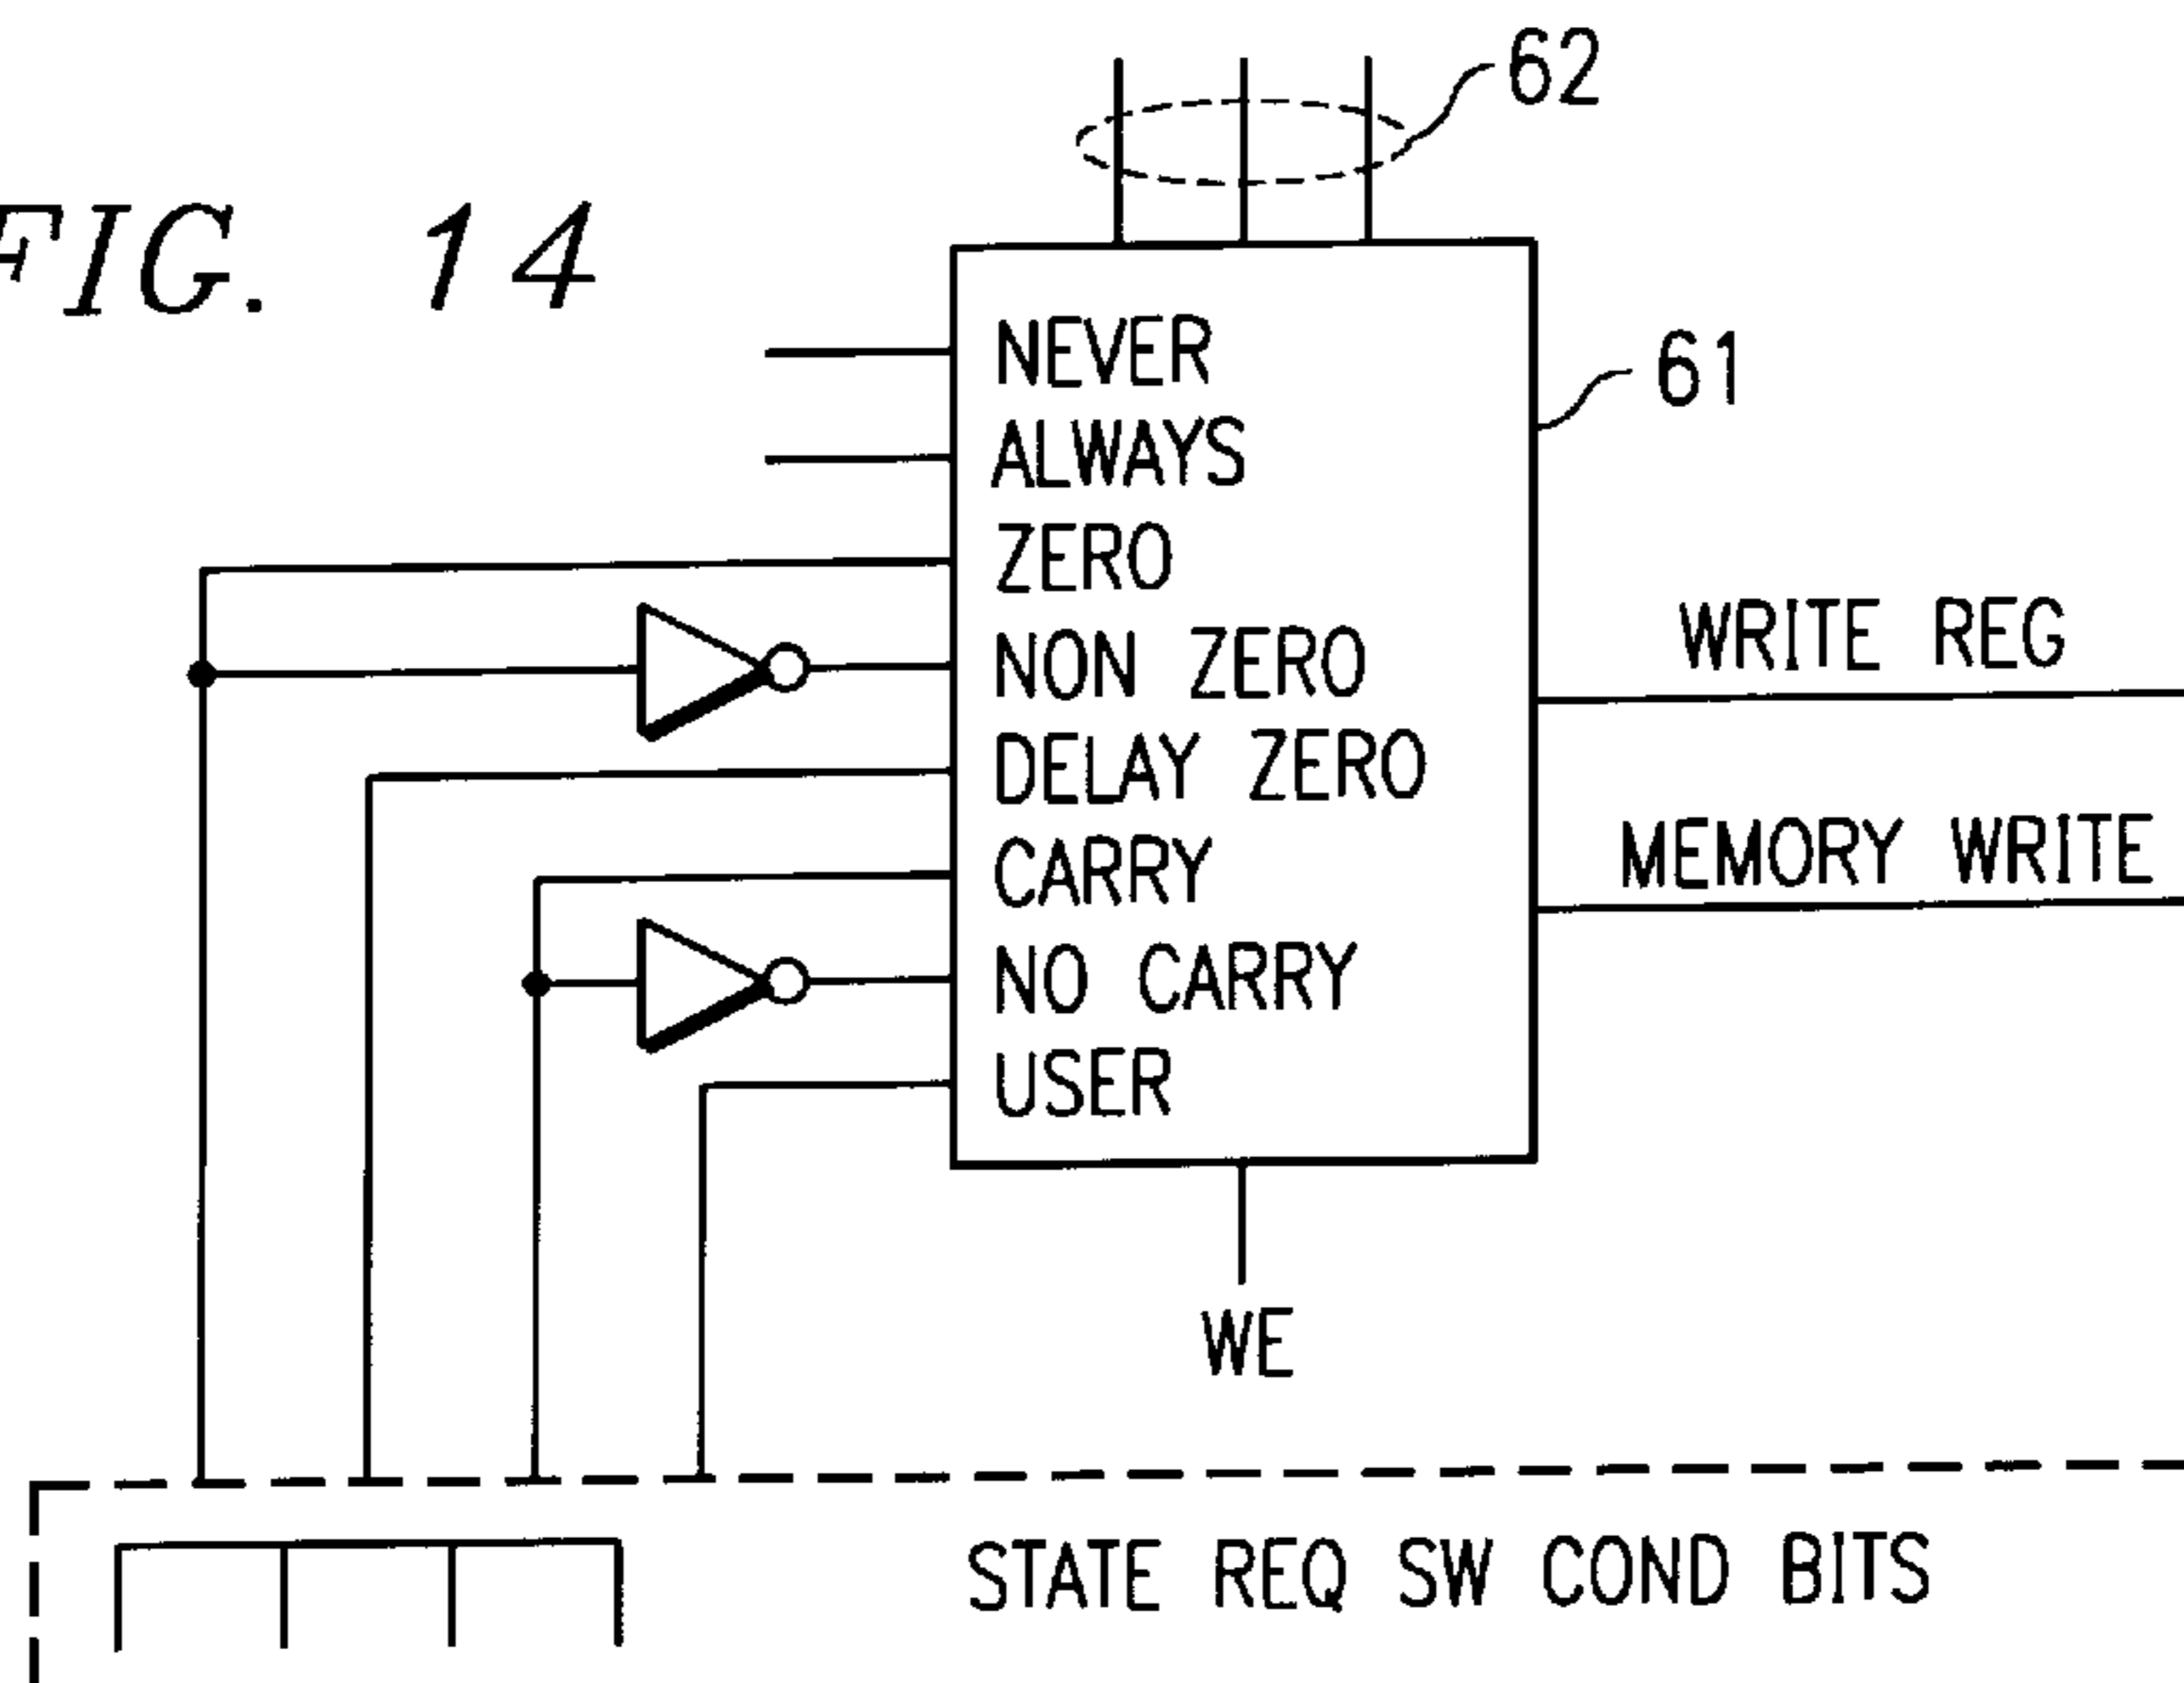 62
FIG. 14
NEVER
61
ALWAYS
ZERO
WRITE REG
NON ZERO
DELAY ZERO
MEMORY WRITE
CARRY
NO CARRY
USER
WE
STATE REQ SW COND BITS